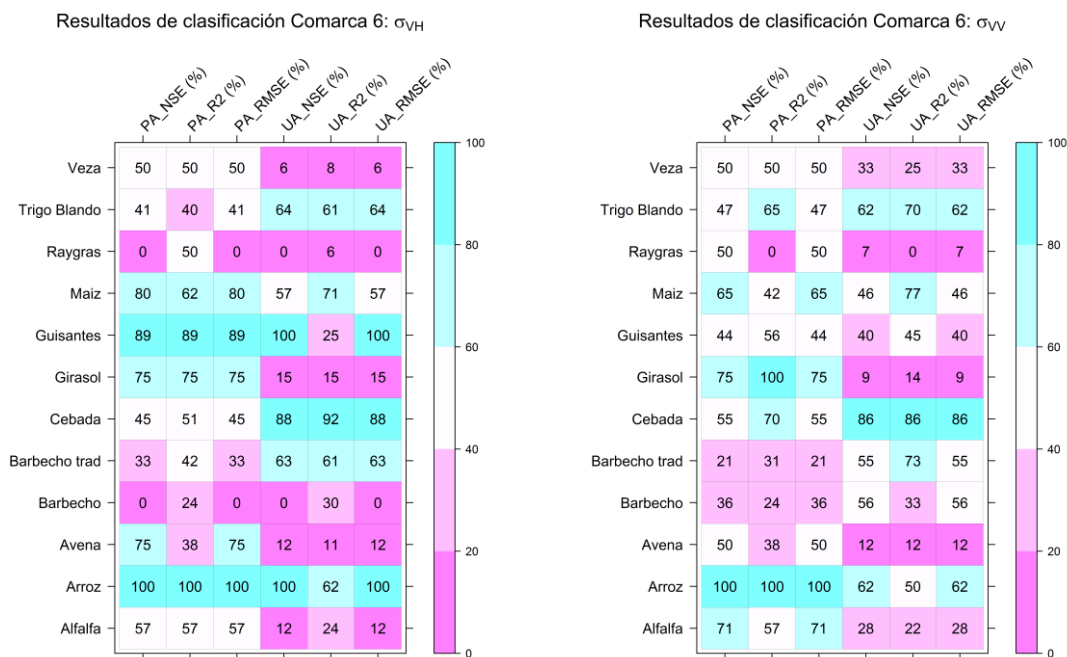 Resultados de clasificación Comarca 6: σVH
PA_NSE (%) PA_R2 (%) PA_RMSE (%) UA_NSE (%) UA_R2 (%) UA_RMSE (%)
Veza 50 50 50 6 8 6
Trigo Blando 41 40 41 64 61 64
Raygras 0 50 0 0 6 0
Maiz 80 62 80 57 71 57
Guisantes 89 89 89 100 25 100
Girasol 75 75 75 15 15 15
Cebada 45 51 45 88 92 88
Barbecho trad 33 42 33 63 61 63
Barbecho 0 24 0 0 30 0
Avena 75 38 75 12 11 12
Arroz 100 100 100 100 62 100
Alfalfa 57 57 57 12 24 12
100
80
60
40
20
0
Resultados de clasificación Comarca 6: σVV
PA_NSE (%) PA_R2 (%) PA_RMSE (%) UA_NSE (%) UA_R2 (%) UA_RMSE (%)
Veza 50 50 50 33 25 33
Trigo Blando 47 65 47 62 70 62
Raygras 50 0 50 7 0 7
Maiz 65 42 65 46 77 46
Guisantes 44 56 44 40 45 40
Girasol 75 100 75 9 14 9
Cebada 55 70 55 86 86 86
Barbecho trad 21 31 21 55 73 55
Barbecho 36 24 36 56 33 56
Avena 50 38 50 12 12 12
Arroz 100 100 100 62 50 62
Alfalfa 71 57 71 28 22 28
100
80
60
40
20
0